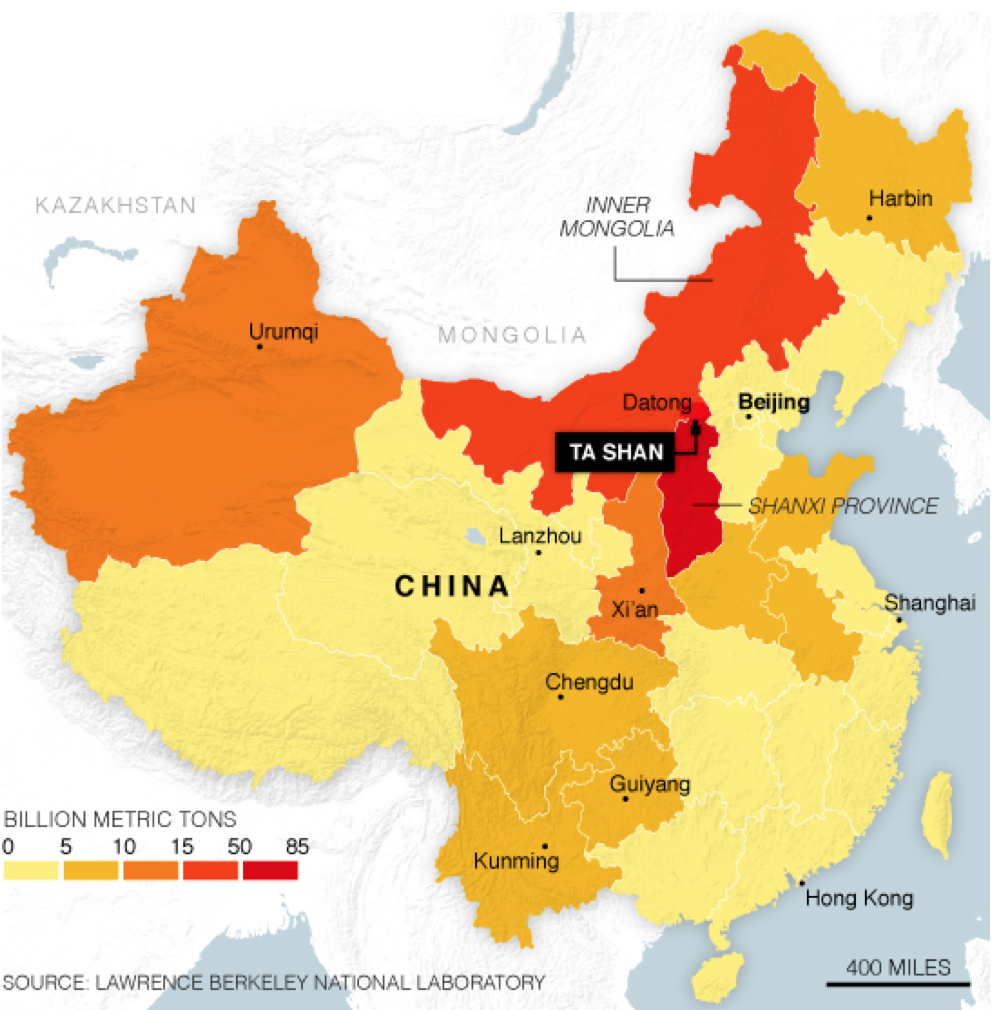 KAZAKHSTAN
Harbin
INNER
MONGOLIA
Urumqi
MONGOLIA
Datong
Beijing
TA SHAN
SHANXI PROVINCE
Lanzhou
CHINA
Xi'an
Shanghai
Chengdu
Guiyang
BILLION METRIC TONS
0 5 10 15 50 85
Kunming
Hong Kong
400 MILES
SOURCE: LAWRENCE BERKELEY NATIONAL LABORATORY